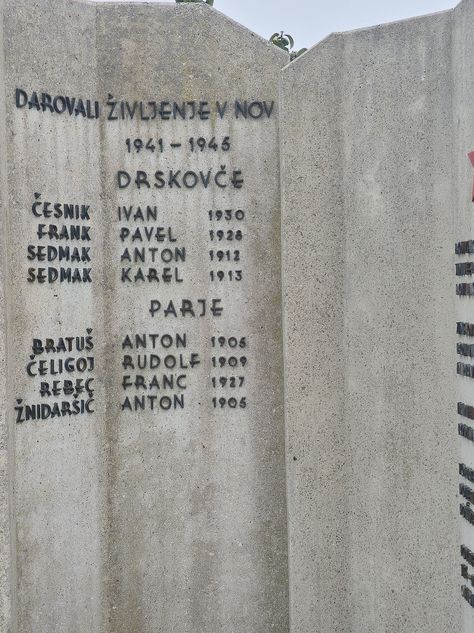 DAROVALI ŽIVLJENJE V NOV
1941 - 1945
DRSKOVČE
ČESNIK IVAN 1930
FRANK PAVEL 1928
SEDMAK ANTON 1912
SEDMAK KAREL 1913
PARJE
BRATUŠ ANTON 1906
ČELIGOJ RUDOLF 1909
REBEC FRANC 1927
ŽNIDARŠIČ ANTON 1905